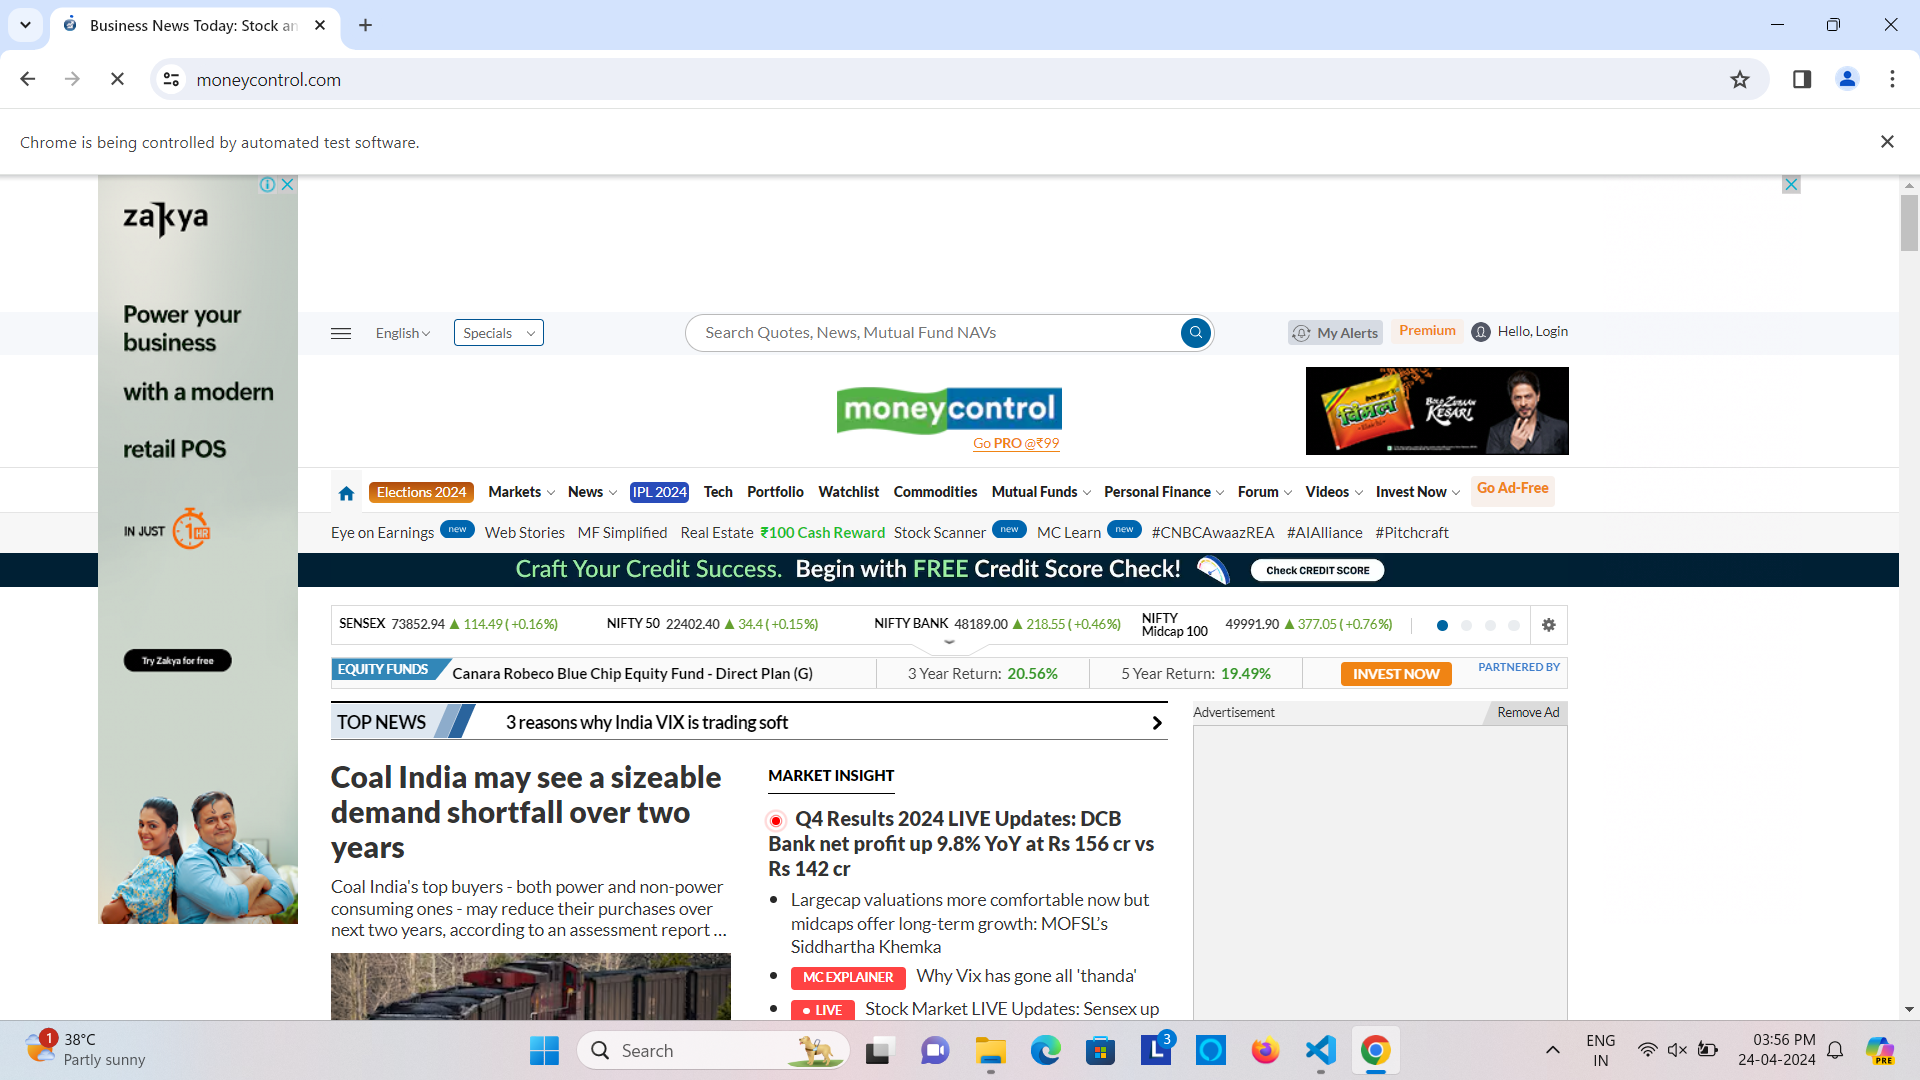 Business News Today: Stock an
moneycontrol.com
Chrome is being controlled by automated test software.
zakya
Power your
business
with a modern
retail POS
IN JUST 1 HR
Try Zakya for free
English
Specials
Search Quotes, News, Mutual Fund NAVs
My Alerts
Premium
Hello, Login
moneycontrol
Go PRO @₹99
विमल
BOLO ZUBAAN
KESARI
Elections 2024 Markets News IPL 2024 Tech Portfolio Watchlist Commodities Mutual Funds Personal Finance Forum Videos Invest Now Go Ad-Free
Eye on Earnings new Web Stories MF Simplified Real Estate ₹100 Cash Reward Stock Scanner new MC Learn new #CNBCAwaazREA #AIAlliance #Pitchcraft
Craft Your Credit Success. Begin with FREE Credit Score Check! Check CREDIT SCORE
SENSEX 73852.94 ▲ 114.49 ( +0.16%) NIFTY 50 22402.40 ▲ 34.4 ( +0.15%) NIFTY BANK 48189.00 ▲ 218.55 ( +0.46%) NIFTY
Midcap 100 49991.90 ▲ 377.05 ( +0.76%)
EQUITY FUNDS Canara Robeco Blue Chip Equity Fund - Direct Plan (G) 3 Year Return: 20.56% 5 Year Return: 19.49% INVEST NOW PARTNERED BY
TOP NEWS 3 reasons why India VIX is trading soft
Advertisement Remove Ad
Coal India may see a sizeable
demand shortfall over two
years
Coal India's top buyers - both power and non-power
consuming ones - may reduce their purchases over
next two years, according to an assessment report ...
MARKET INSIGHT
Q4 Results 2024 LIVE Updates: DCB
Bank net profit up 9.8% YoY at Rs 156 cr vs
Rs 142 cr
Largecap valuations more comfortable now but
midcaps offer long-term growth: MOFSL's
Siddhartha Khemka
MC EXPLAINER Why Vix has gone all 'thanda'
LIVE Stock Market LIVE Updates: Sensex up
1
38°C
Partly sunny
Search
3
ENG
IN
03:56 PM
24-04-2024
PRE